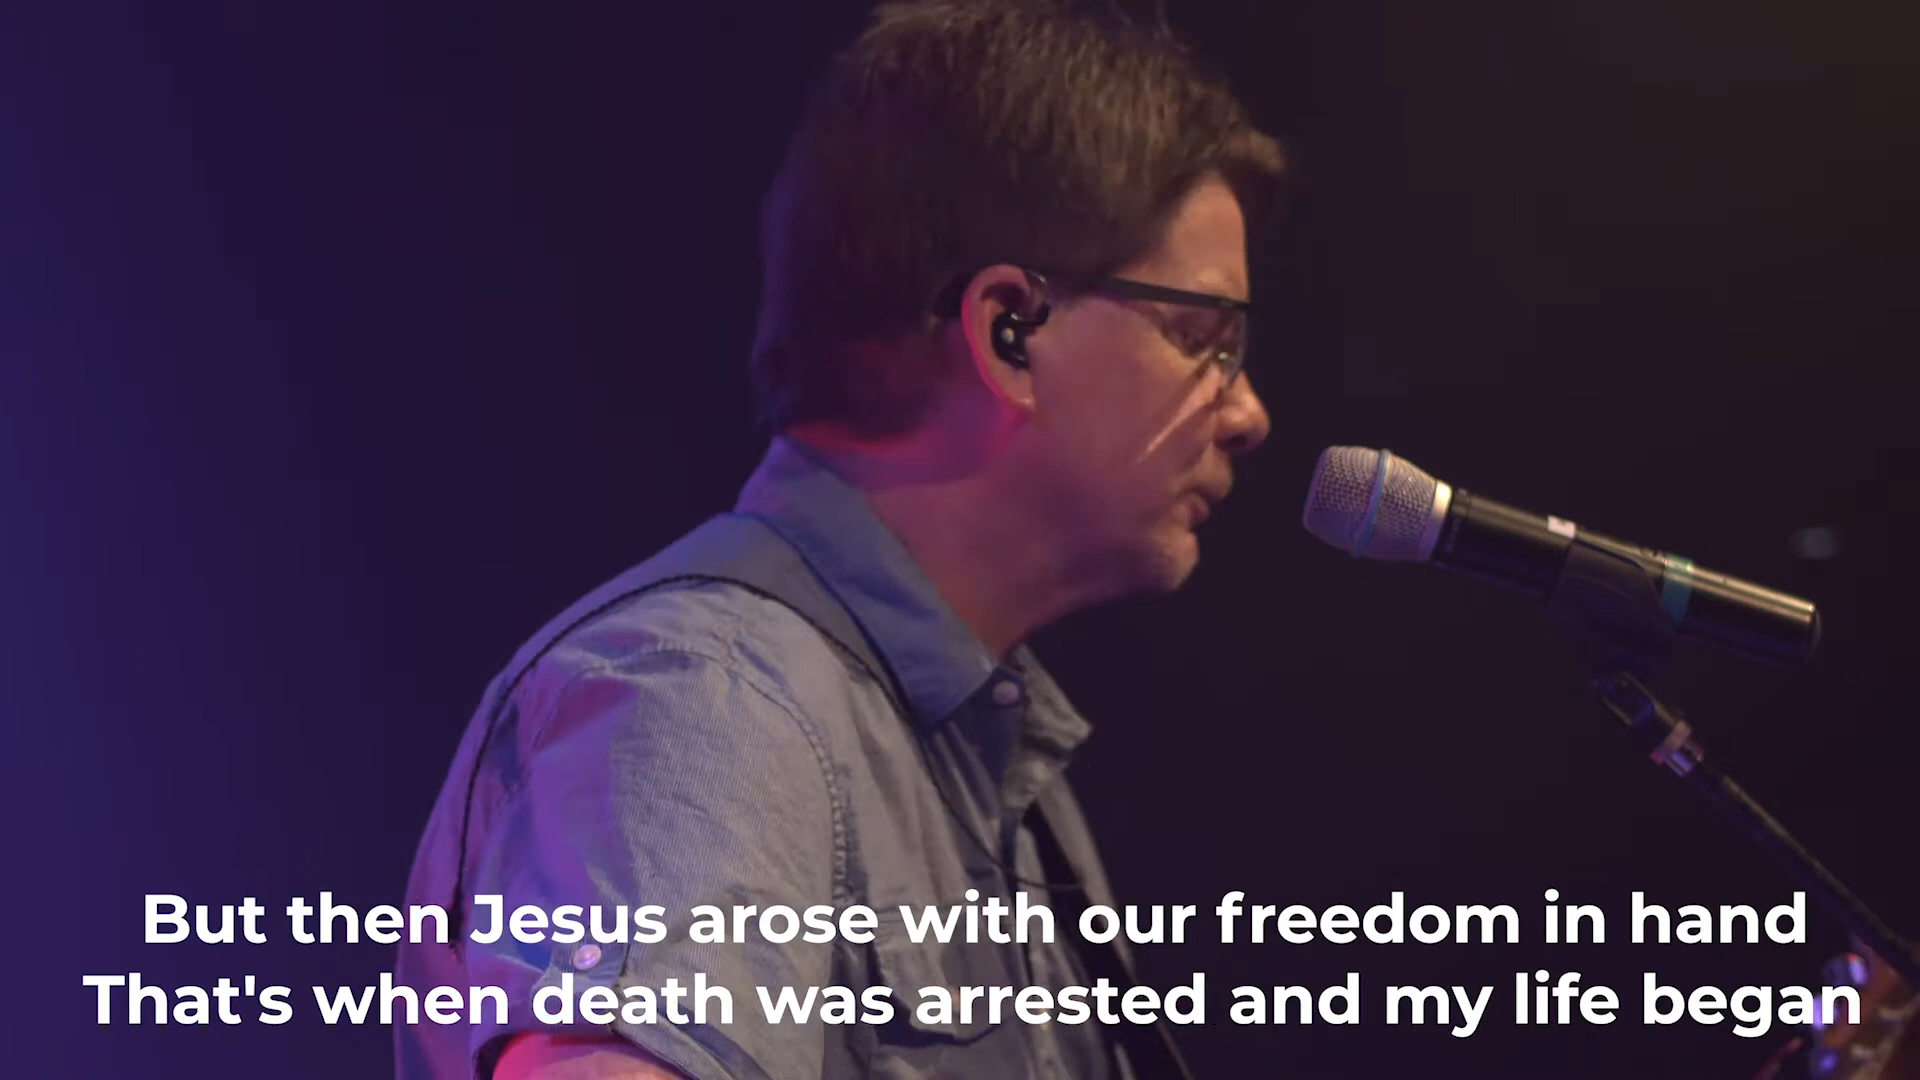 But then Jesus arose with our freedom in hand
That's when death was arrested and my life began